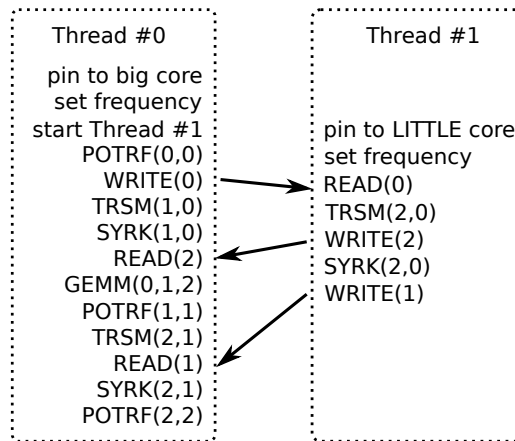 Thread #0
pin to big core
set frequency
start Thread #1
POTRF(0,0)
WRITE(0)
TRSM(1,0)
SYRK(1,0)
READ(2)
GEMM(0,1,2)
POTRF(1,1)
TRSM(2,1)
READ(1)
SYRK(2,1)
POTRF(2,2)
Thread #1
pin to LITTLE core
set frequency
READ(0)
TRSM(2,0)
WRITE(2)
SYRK(2,0)
WRITE(1)